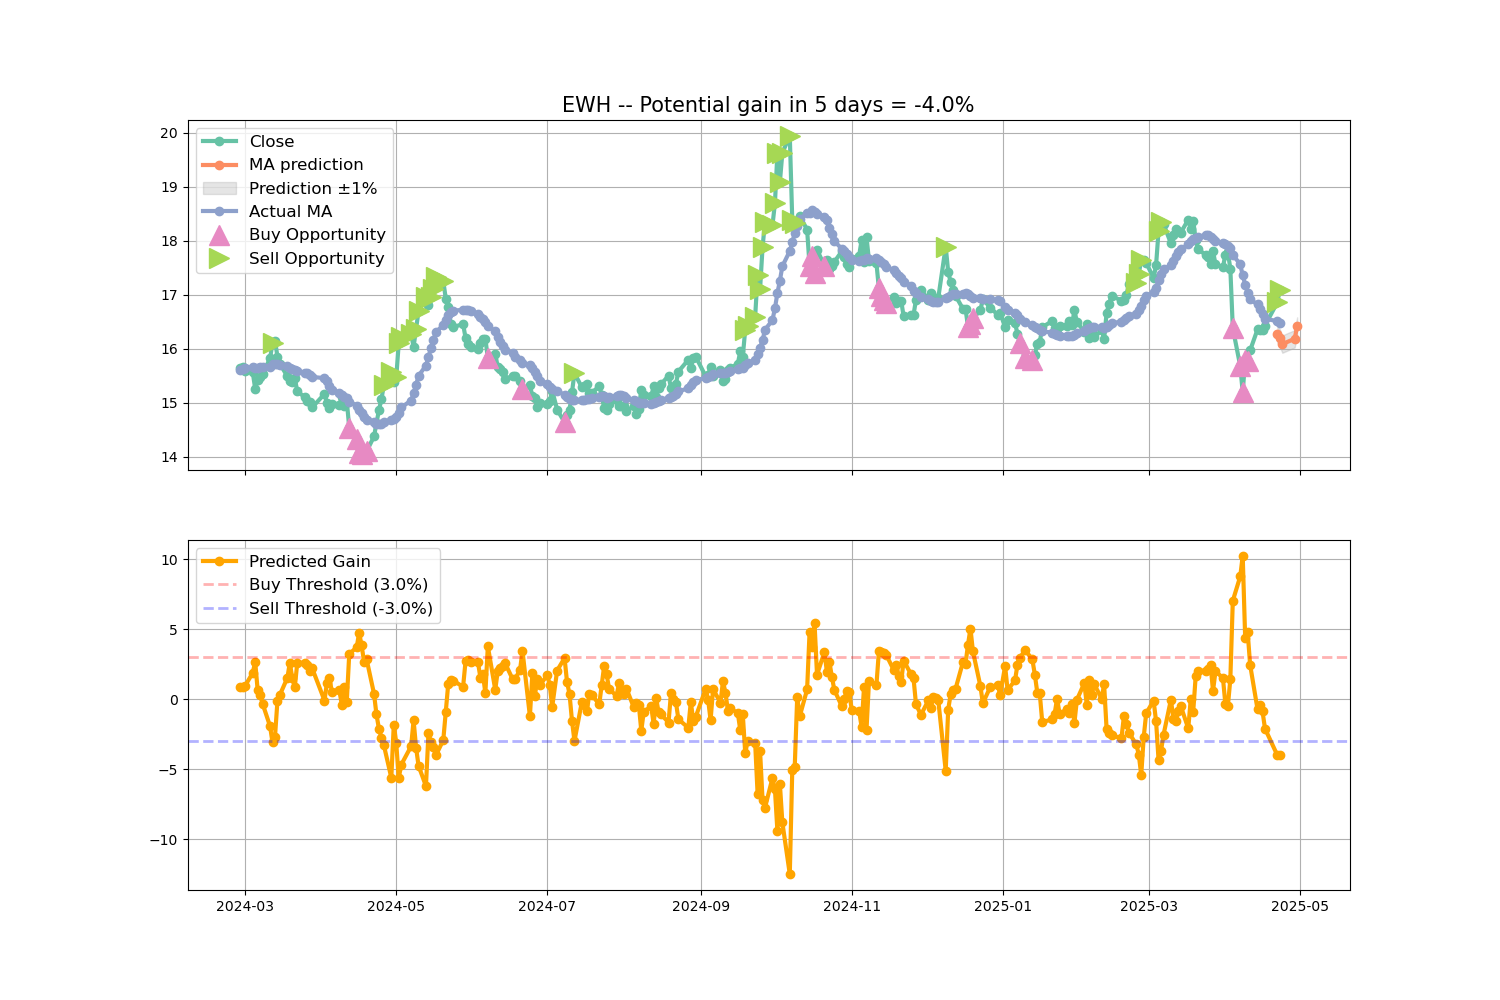 EWH -- Potential gain in 5 days = -4.0%
20
19
18
17
16
15
14
Close
MA prediction
Prediction ±1%
Actual MA
Buy Opportunity
Sell Opportunity
10
5
0
−5
−10
Predicted Gain
Buy Threshold (3.0%)
Sell Threshold (-3.0%)
2024-03
2024-05
2024-07
2024-09
2024-11
2025-01
2025-03
2025-05